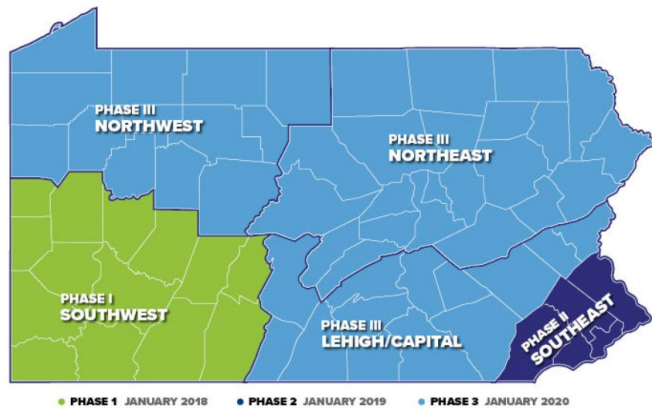 PHASE III
NORTHWEST
PHASE III
NORTHEAST
PHASE I
SOUTHWEST
PHASE III
LEHIGH/CAPITAL
PHASE II
SOUTHEAST
PHASE 1 JANUARY 2018
PHASE 2 JANUARY 2019
PHASE 3 JANUARY 2020